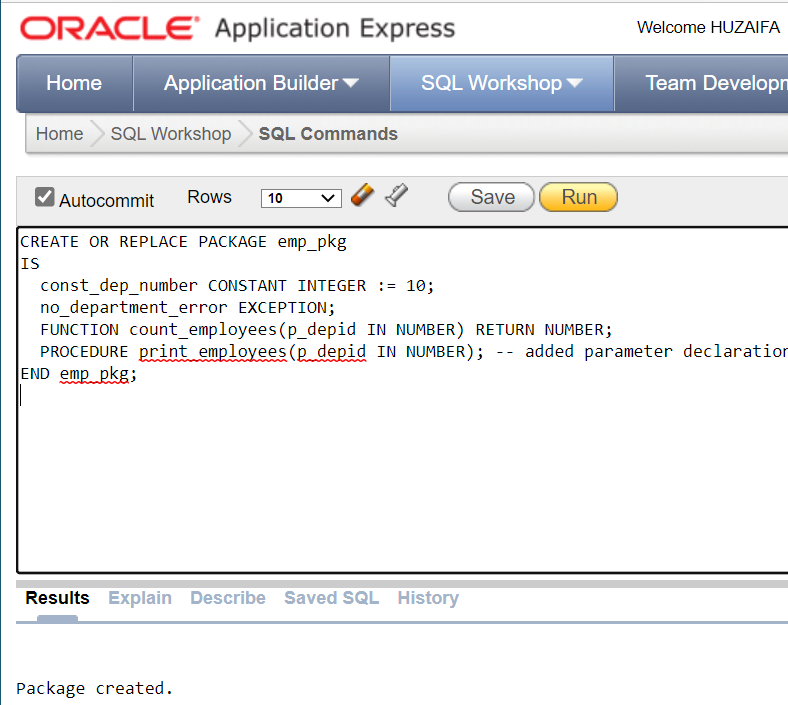 ORACLE® Application Express
Welcome HUZAIFA
Home Application Builder SQL Workshop Team Developm
Home SQL Workshop SQL Commands
Autocommit Rows 10 Save Run
CREATE OR REPLACE PACKAGE emp_pkg
IS
  const_dep_number CONSTANT INTEGER := 10;
  no_department_error EXCEPTION;
  FUNCTION count_employees(p_depid IN NUMBER) RETURN NUMBER;
  PROCEDURE print_employees(p_depid IN NUMBER); -- added parameter declaration
END emp_pkg;
Results Explain Describe Saved SQL History
Package created.